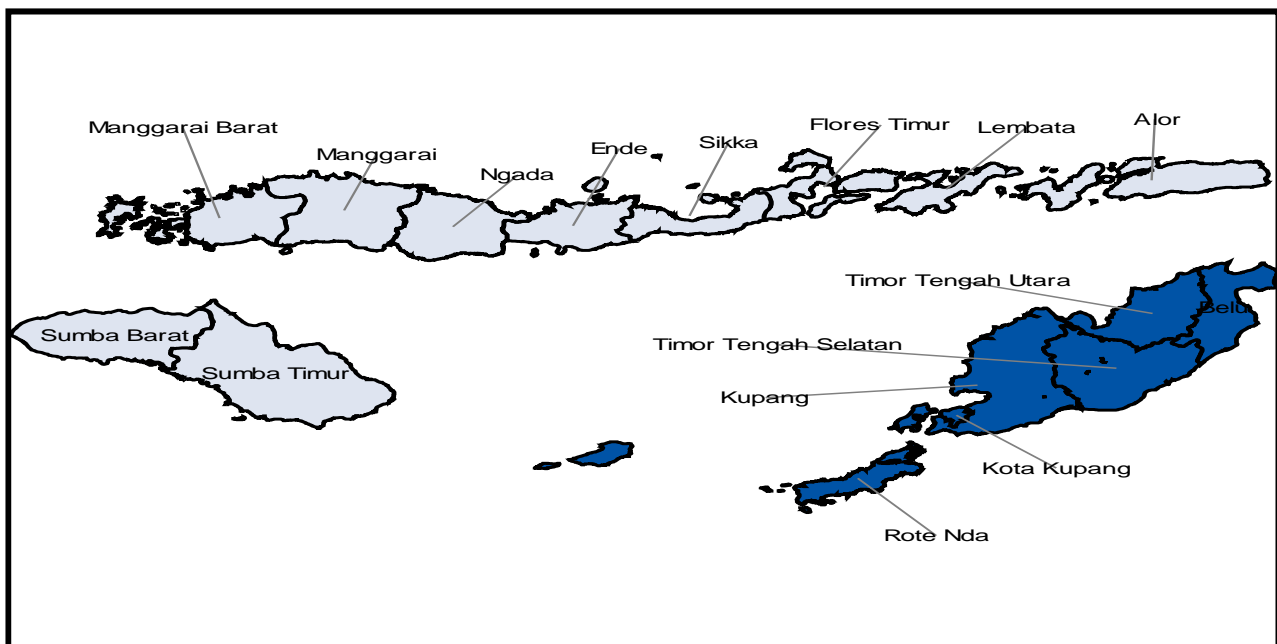 Manggarai Barat
Manggarai
Ngada
Ende
Sikka
Flores Timur
Lembata
Alor
Timor Tengah Utara
Belu
Sumba Barat
Timor Tengah Selatan
Sumba Timur
Kupang
Kota Kupang
Rote Nda